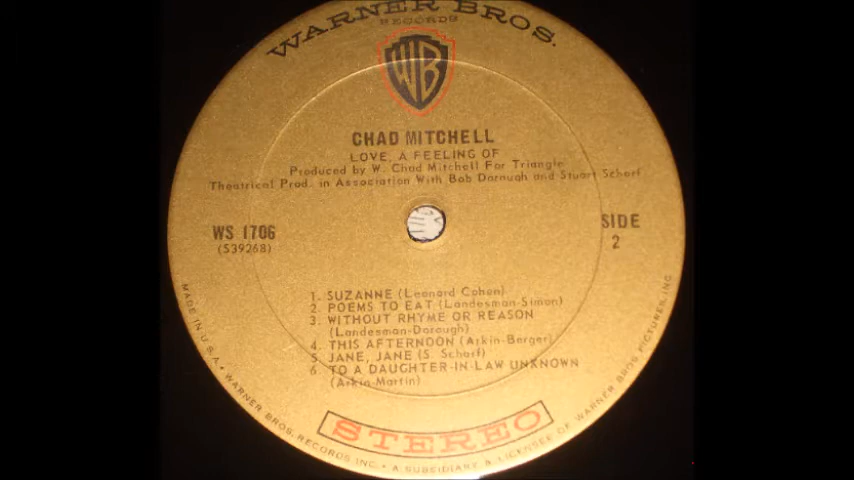 WARNER BROS.
RECORDS
WB
CHAD MITCHELL
LOVE, A FEELING OF
Produced by W. Chad Mitchell For Triangle
Theatrical Prod. in Association With Bob Dorough and Stuart Scharf
WS 1706
(S39268)
SIDE
2
1. SUZANNE (Leonard Cohen)
2. POEMS TO EAT (Landesman-Simon)
3. WITHOUT RHYME OR REASON
(Landesman-Dorough)
4. THIS AFTERNOON (Arkin-Berger)
5. JANE, JANE (S. Scharf)
6. TO A DAUGHTER-IN-LAW UNKNOWN
(Arkin-Martin)
STEREO
MADE IN U.S.A. • WARNER BROS. RECORDS INC. • A SUBSIDIARY & LICENSEE OF WARNER BROS. PICTURES, INC.